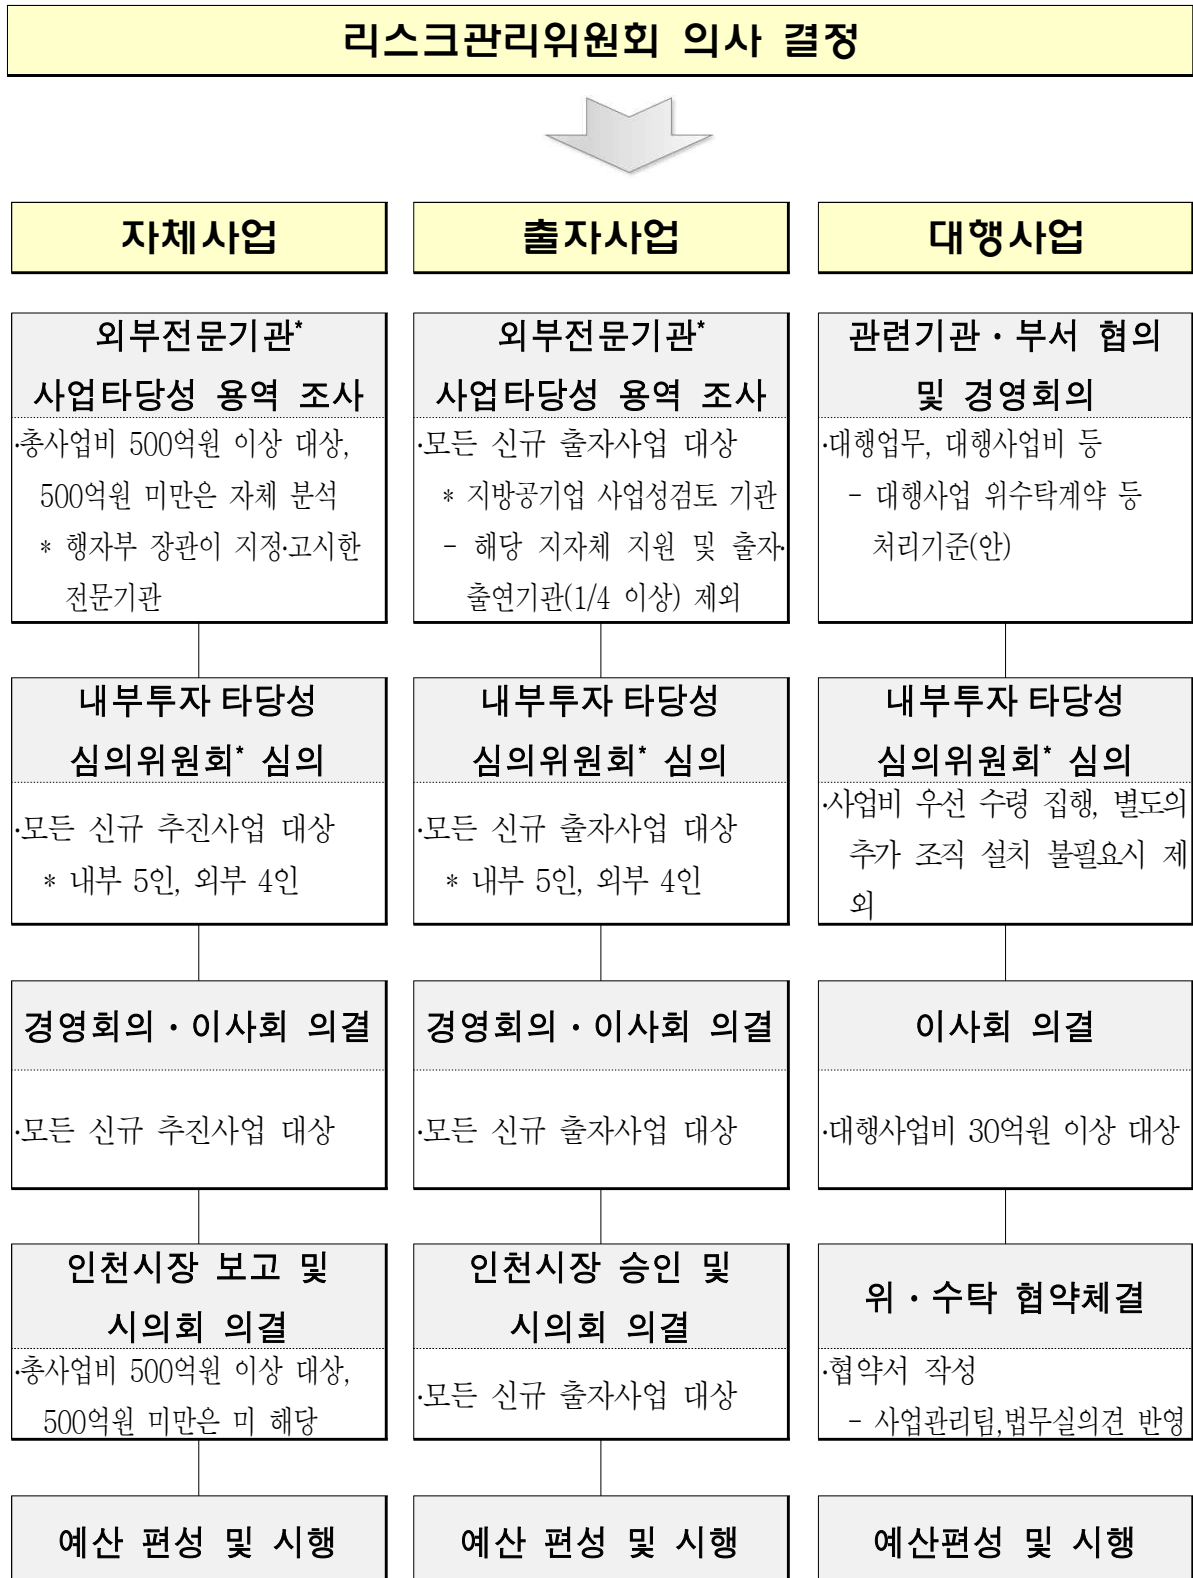 리스크관리위원회 의사 결정
자체사업
외부전문기관*
사업타당성 용역 조사
·총사업비 500억원 이상 대상,
500억원 미만은 자체 분석
* 행자부 장관이 지정·고시한
전문기관
내부투자 타당성
심의위원회* 심의
·모든 신규 추진사업 대상
* 내부 5인, 외부 4인
경영회의·이사회 의결
·모든 신규 추진사업 대상
인천시장 보고 및
시의회 의결
·총사업비 500억원 이상 대상,
500억원 미만은 미 해당
예산 편성 및 시행
출자사업
외부전문기관*
사업타당성 용역 조사
·모든 신규 출자사업 대상
* 지방공기업 사업성검토 기관
- 해당 지자체 지원 및 출자·
출연기관(1/4 이상) 제외
내부투자 타당성
심의위원회* 심의
·모든 신규 출자사업 대상
* 내부 5인, 외부 4인
경영회의·이사회 의결
·모든 신규 출자사업 대상
인천시장 승인 및
시의회 의결
·모든 신규 출자사업 대상
예산 편성 및 시행
대행사업
관련기관·부서 협의
및 경영회의
·대행업무, 대행사업비 등
- 대행사업 위수탁계약 등
처리기준(안)
내부투자 타당성
심의위원회* 심의
·사업비 우선 수령 집행, 별도의
추가 조직 설치 불필요시 제
외
이사회 의결
·대행사업비 30억원 이상 대상
위·수탁 협약체결
·협약서 작성
- 사업관리팀,법무실의견 반영
예산편성 및 시행